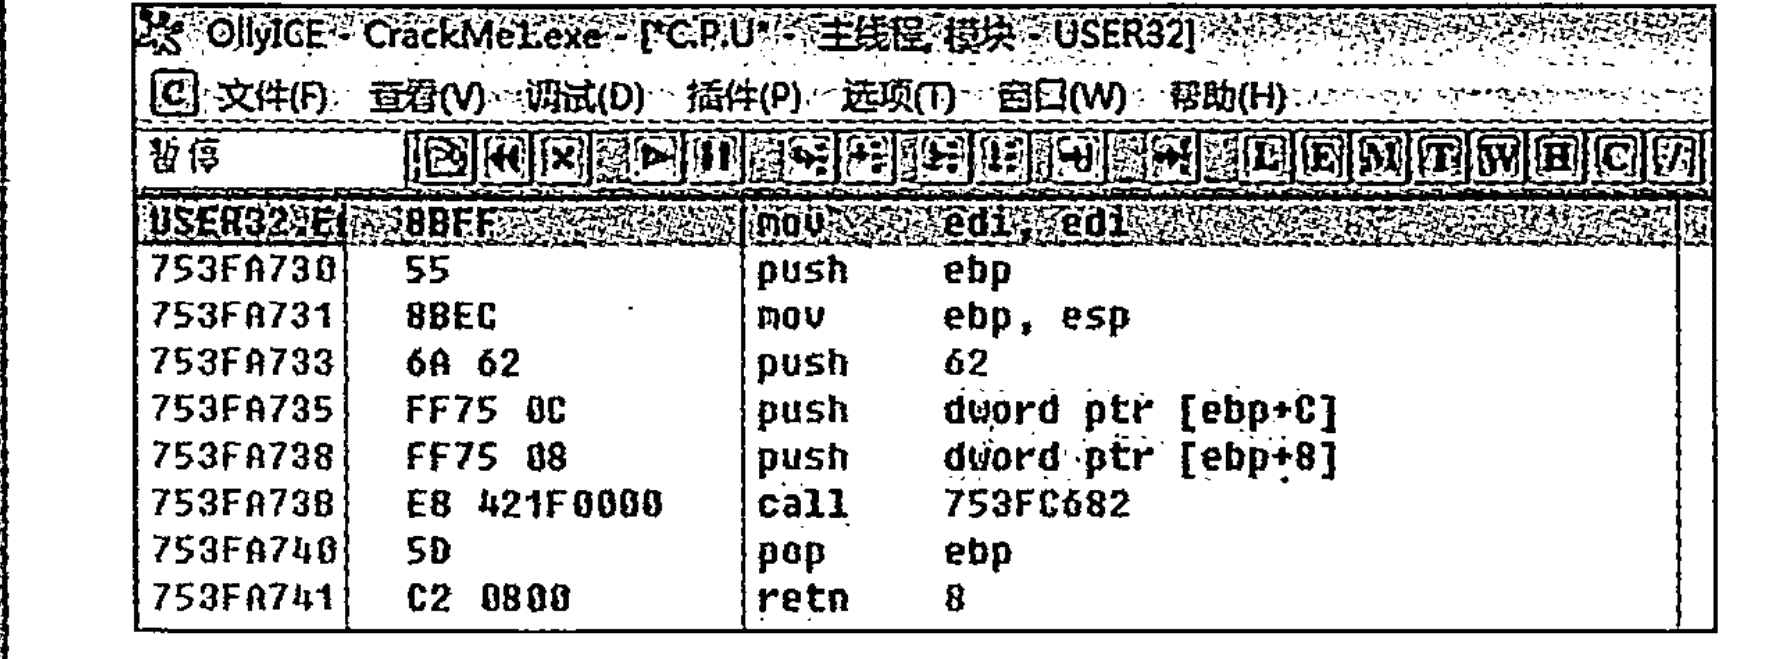 OllyICE - CrackMe1.exe - [*C.P.U* - 主线程, 模块 - USER32]
C 文件(F) 查看(V) 调试(D) 插件(P) 选项(T) 窗口(W) 帮助(H)
暂停 L E M T W H C /
USER32.E 8BFF mov edi, edi
753FA730 55 push ebp
753FA731 8BEC mov ebp, esp
753FA733 6A 62 push 62
753FA735 FF75 0C push dword ptr [ebp+C]
753FA738 FF75 08 push dword ptr [ebp+8]
753FA73B E8 421F0000 call 753FC682
753FA740 5D pop ebp
753FA741 C2 0800 retn 8